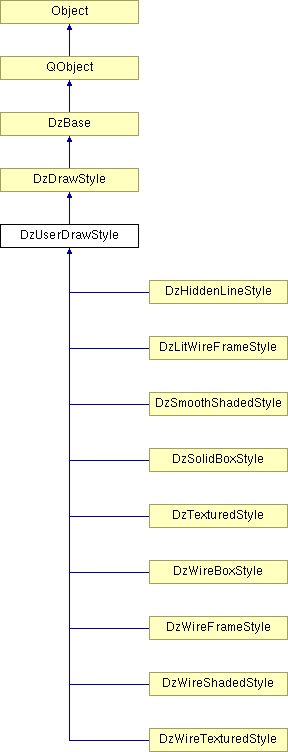 Object
QObject
DzBase
DzDrawStyle
DzUserDrawStyle
DzHiddenLineStyle
DzLitWireFrameStyle
DzSmoothShadedStyle
DzSolidBoxStyle
DzTexturedStyle
DzWireBoxStyle
DzWireFrameStyle
DzWireShadedStyle
DzWireTexturedStyle